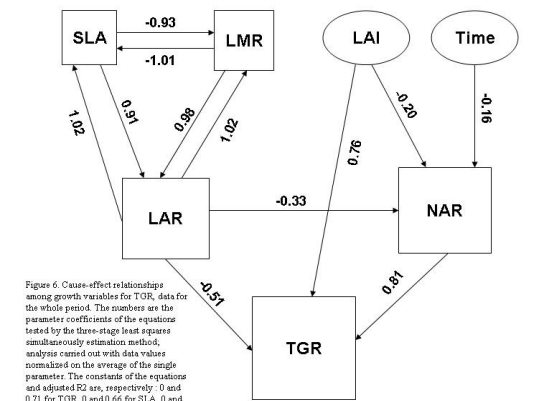 SLA
-0.93
-1.01
LMR
LAI
Time
1.02
0.91
0.98
1.02
0.76
-0.20
-0.16
LAR
-0.33
NAR
-0.51
0.81
TGR
Figure 6. Cause-effect relationships
among growth variables for TGR, data for
the whole period. The numbers are the
parameter coefficients of the equations
tested by the three-stage least squares
simultaneously estimation method;
analysis carried out with data values
normalized on the average of the single
parameter. The constants of the equations
and adjusted R2 are, respectively : 0 and
0.71 for TGR, 0 and 0.66 for SLA, 0 and